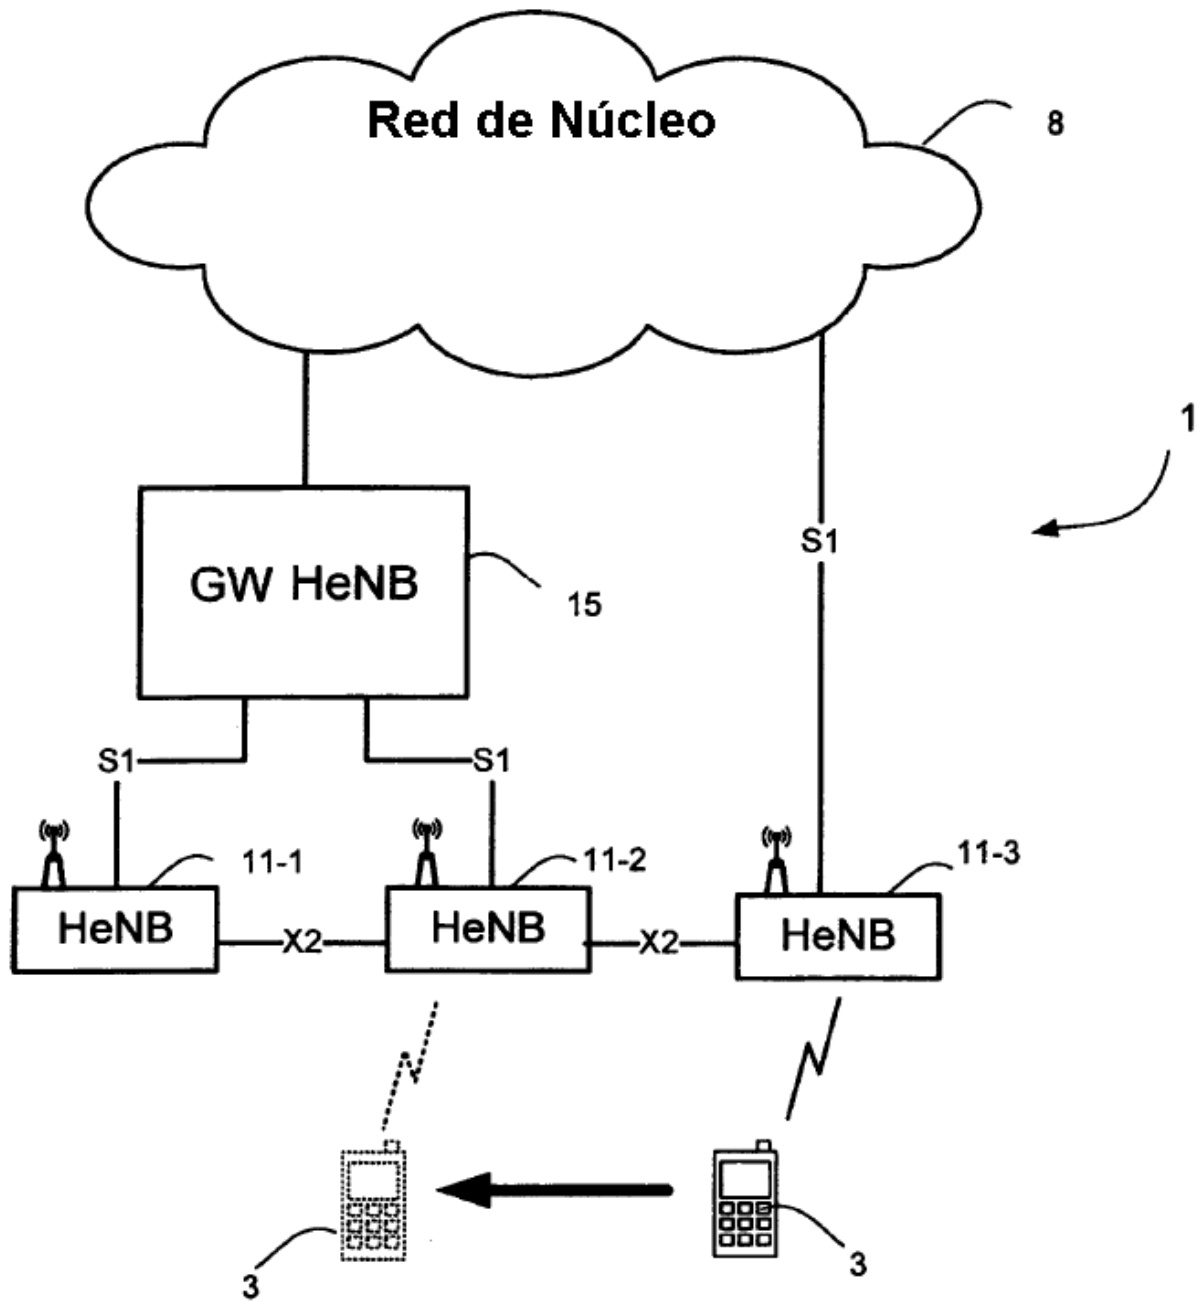 Red de Núcleo
8
1
S1
GW HeNB
15
S1
S1
11-1
11-2
11-3
HeNB
X2
HeNB
X2
HeNB
3
3